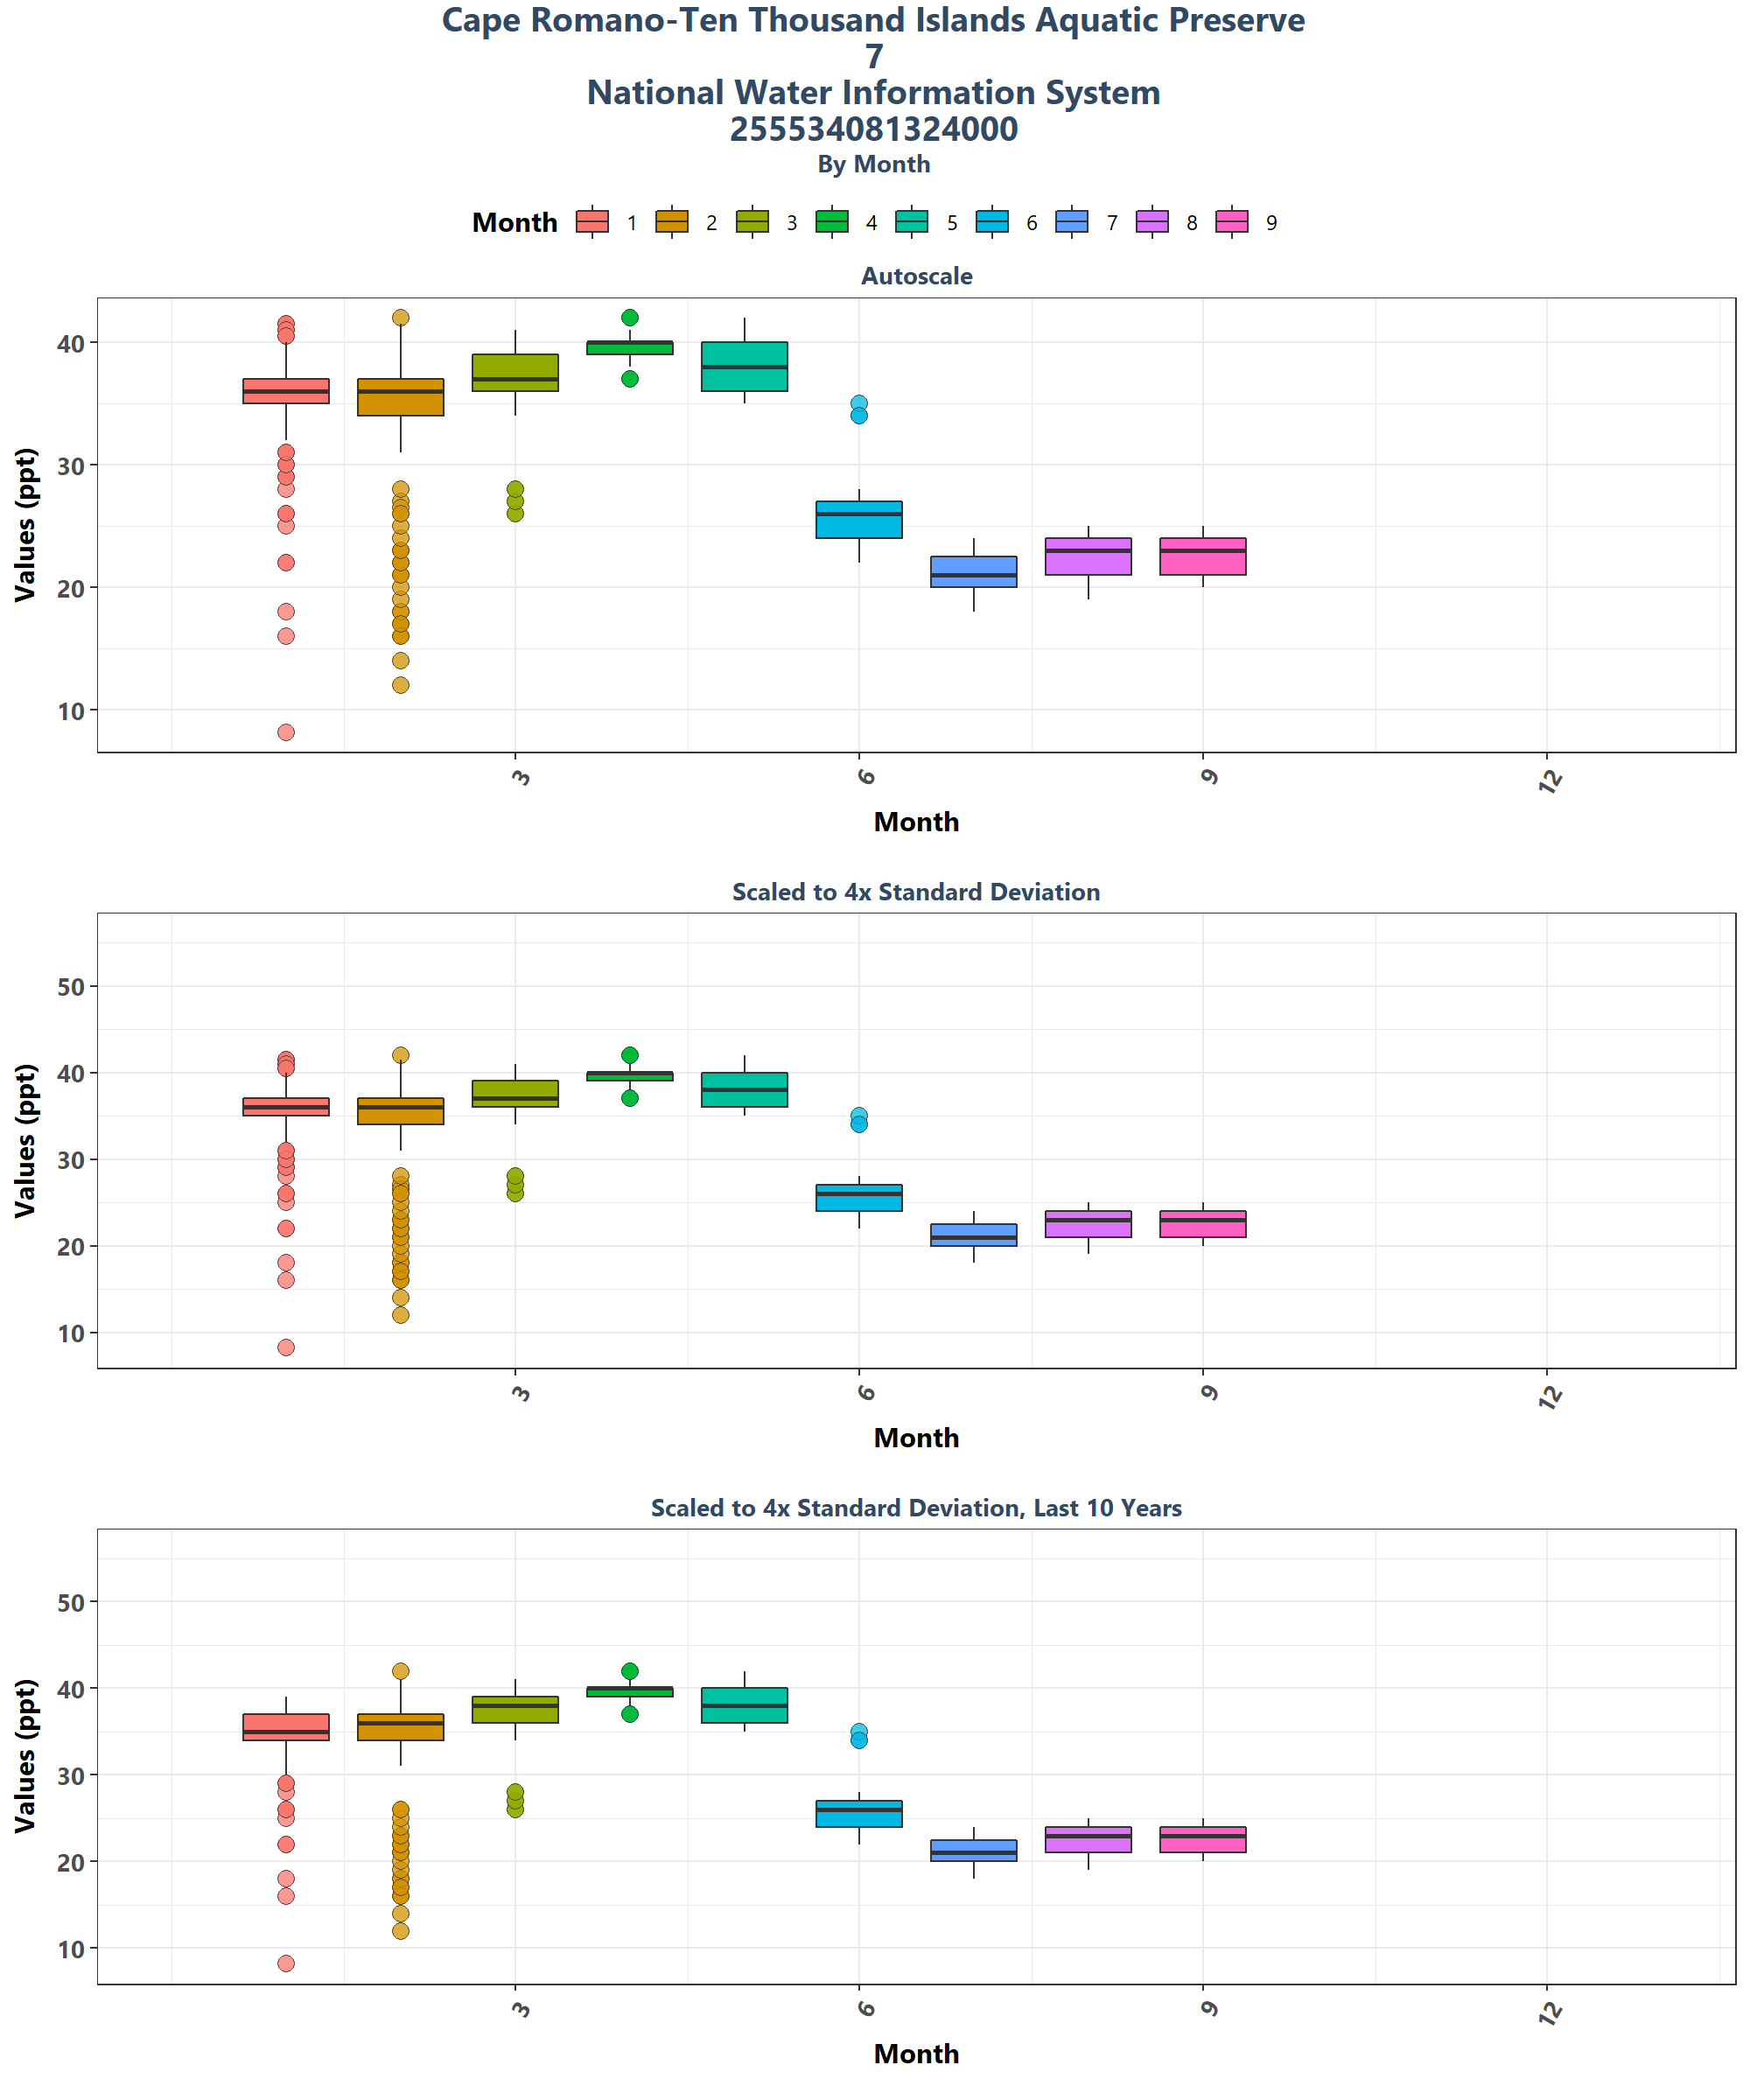 Cape Romano-Ten Thousand Islands Aquatic Preserve
7
National Water Information System
255534081324000
By Month
Month 1 2 3 4 5 6 7 8 9
Autoscale
Values (ppt)
40
30
20
10
3 6 9 12
Month
Scaled to 4x Standard Deviation
Values (ppt)
50
40
30
20
10
3 6 9 12
Month
Scaled to 4x Standard Deviation, Last 10 Years
Values (ppt)
50
40
30
20
10
3 6 9 12
Month